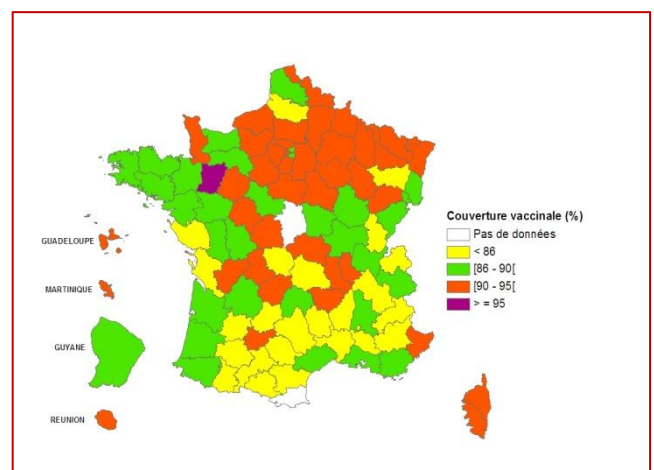 Couverture vaccinale (%)
Pas de données
< 86
[86 - 90[
[90 - 95[
> = 95
GUADELOUPE
MARTINIQUE
GUYANE
REUNION